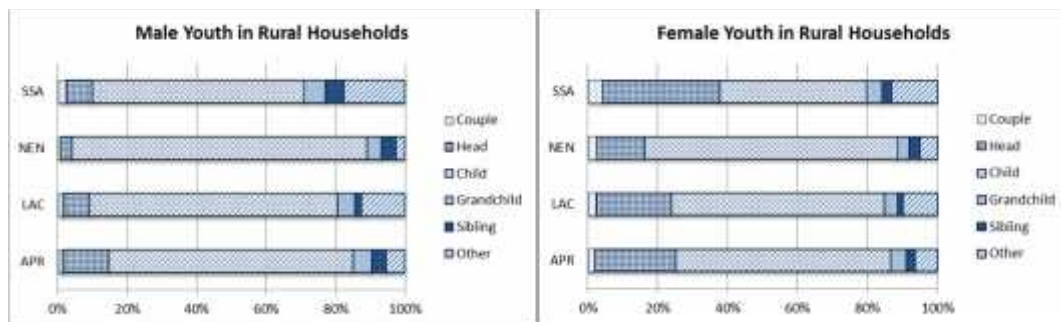 Male Youth in Rural Households
SSA
NEN
LAC
APR
0% 20% 40% 60% 80% 100%
Couple
Head
Child
Grandchild
Sibling
Other
Female Youth in Rural Households
SSA
NEN
LAC
APR
0% 20% 40% 60% 80% 100%
Couple
Head
Child
Grandchild
Sibling
Other